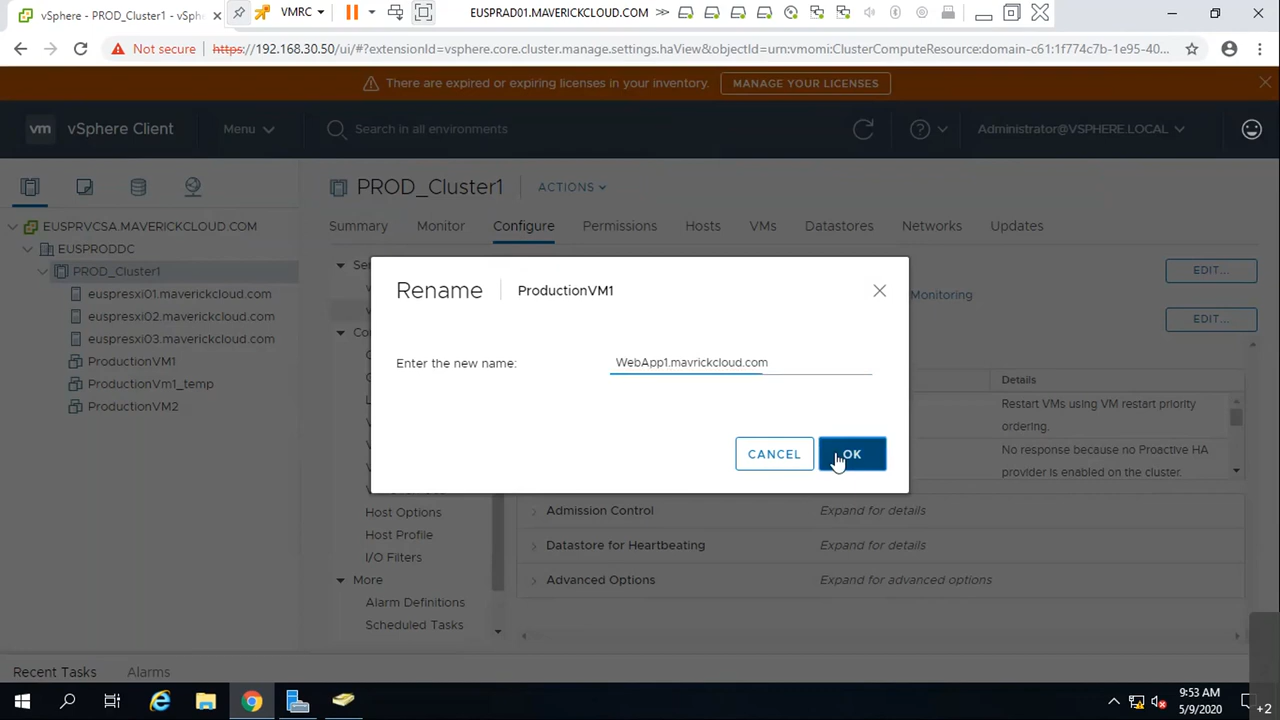 vSphere - PROD_Cluster1 - vSphe
VMRC
EUSPRAD01.MAVERICKCLOUD.COM
Not secure
https://192.168.30.50/ui/#?extensionId=vsphere.core.cluster.manage.settings.haView&objectId=urn:vmomi:ClusterComputeResource:domain-c61:1f774c7b-1e95-40...
There are expired or expiring licenses in your inventory.
MANAGE YOUR LICENSES
vm
vSphere Client
Menu
Search in all environments
Administrator@VSPHERE.LOCAL
PROD_Cluster1
ACTIONS
Summary
Monitor
Configure
Permissions
Hosts
VMs
Datastores
Networks
Updates
EUSPRVCSA.MAVERICKCLOUD.COM
EUSPRODDC
PROD_Cluster1
euspresxi01.maverickcloud.com
euspresxi02.maverickcloud.com
euspresxi03.maverickcloud.com
ProductionVM1
ProductionVm1_temp
ProductionVM2
EDIT...
Monitoring
EDIT...
Rename
ProductionVM1
Enter the new name:
WebApp1.mavrickcloud.com
CANCEL
OK
Details
Restart VMs using VM restart priority
ordering.
No response because no Proactive HA
provider is enabled on the cluster.
Host Options
Host Profile
I/O Filters
More
Alarm Definitions
Scheduled Tasks
Admission Control
Expand for details
Datastore for Heartbeating
Expand for details
Advanced Options
Expand for advanced options
Recent Tasks
Alarms
9:53 AM
5/9/2020
+2